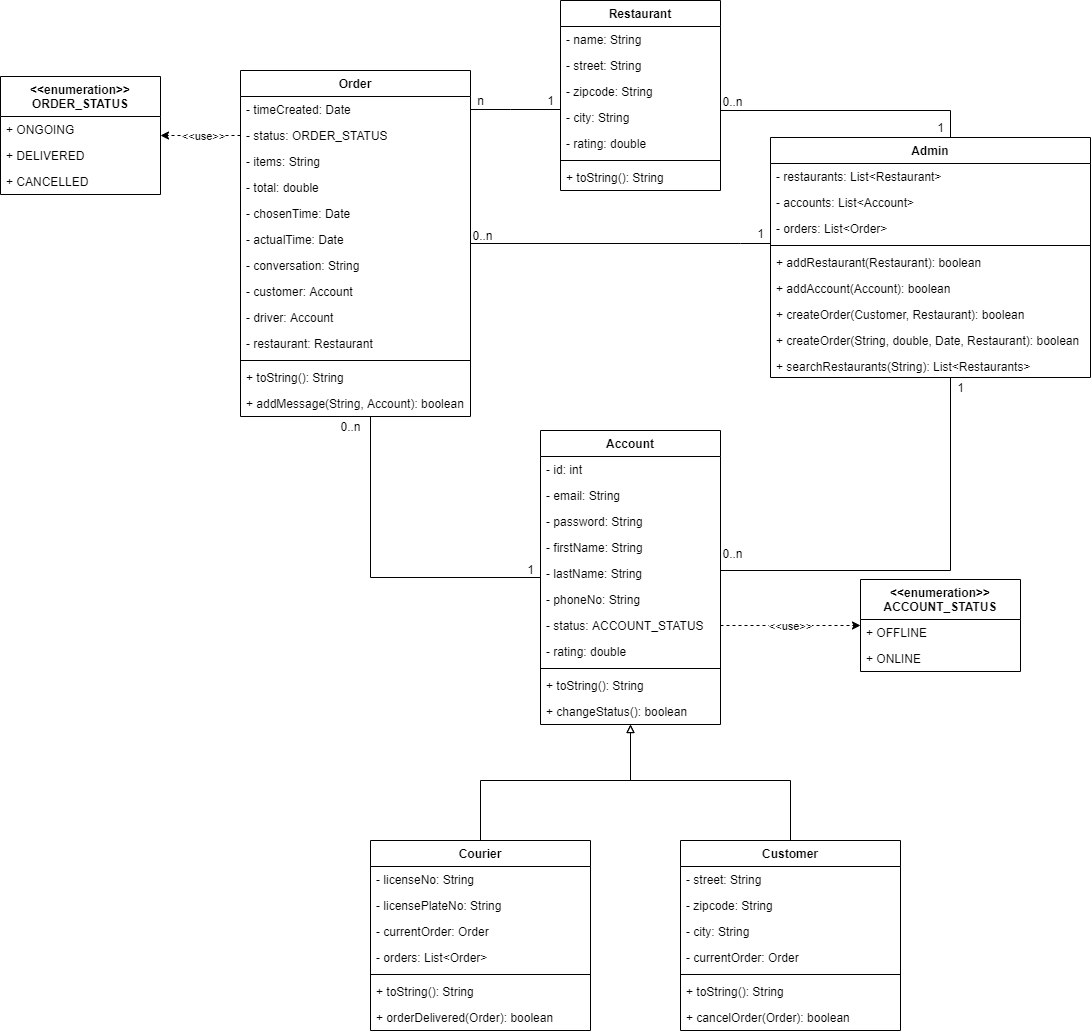 Restaurant
- name: String
- street: String
- zipcode: String
- city: String
- rating: double
+ toString(): String
<<enumeration>>
ORDER_STATUS
+ ONGOING
+ DELIVERED
+ CANCELLED
<<use>>
Order
- timeCreated: Date
- status: ORDER_STATUS
- items: String
- total: double
- chosenTime: Date
- actualTime: Date
- conversation: String
- customer: Account
- driver: Account
- restaurant: Restaurant
+ toString(): String
+ addMessage(String, Account): boolean
n
1
0..n
1
0..n
1
Admin
- restaurants: List<Restaurant>
- accounts: List<Account>
- orders: List<Order>
+ addRestaurant(Restaurant): boolean
+ addAccount(Account): boolean
+ createOrder(Customer, Restaurant): boolean
+ createOrder(String, double, Date, Restaurant): boolean
+ searchRestaurants(String): List<Restaurants>
1
0..n
0..n
1
Account
- id: int
- email: String
- password: String
- firstName: String
- lastName: String
- phoneNo: String
- status: ACCOUNT_STATUS
- rating: double
+ toString(): String
+ changeStatus(): boolean
<<use>>
<<enumeration>>
ACCOUNT_STATUS
+ OFFLINE
+ ONLINE
Courier
- licenseNo: String
- licensePlateNo: String
- currentOrder: Order
- orders: List<Order>
+ toString(): String
+ orderDelivered(Order): boolean
Customer
- street: String
- zipcode: String
- city: String
- currentOrder: Order
+ toString(): String
+ cancelOrder(Order): boolean